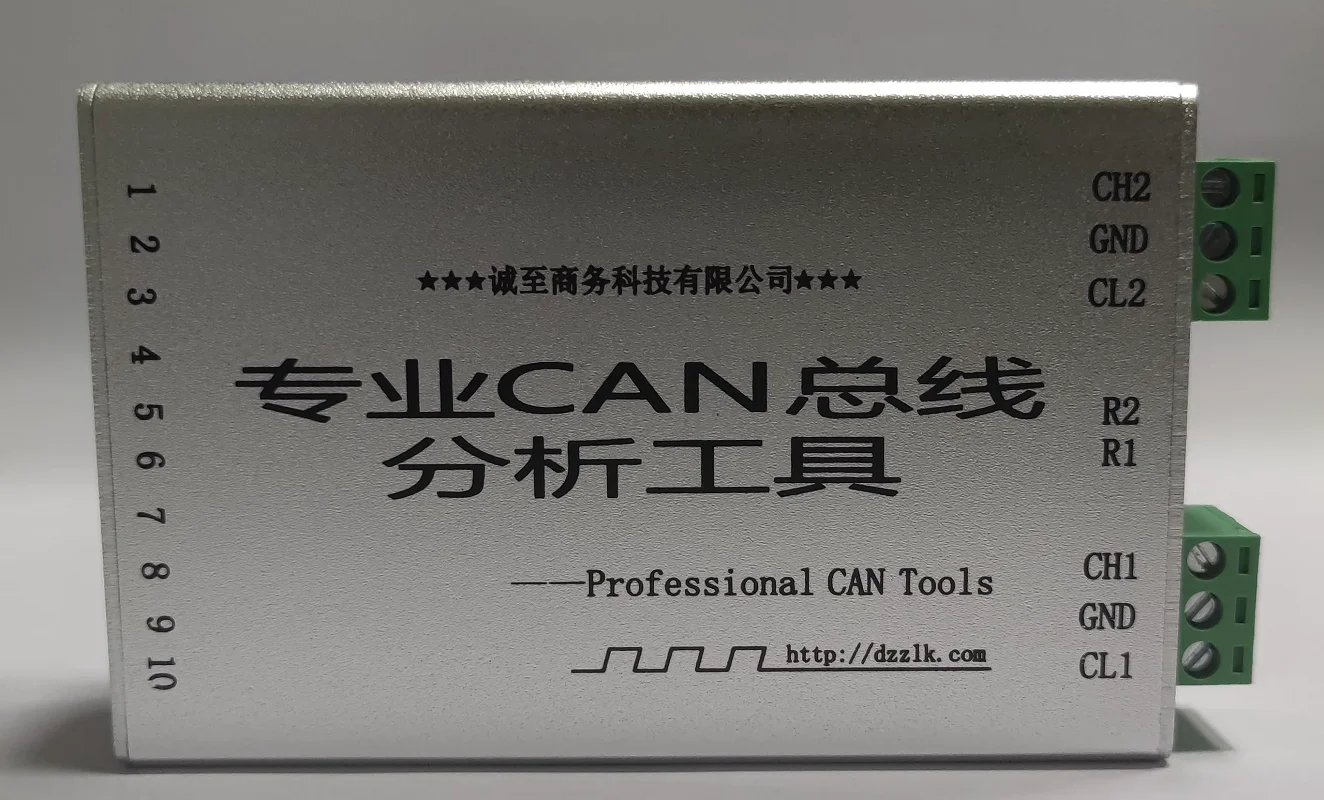 1
2
3
4
5
6
7
8
9
10
★★★诚至商务科技有限公司★★★
专业CAN总线
分析工具
——Professional CAN Tools
http://dzzlk.com
CH2
GND
CL2
R2
R1
CH1
GND
CL1